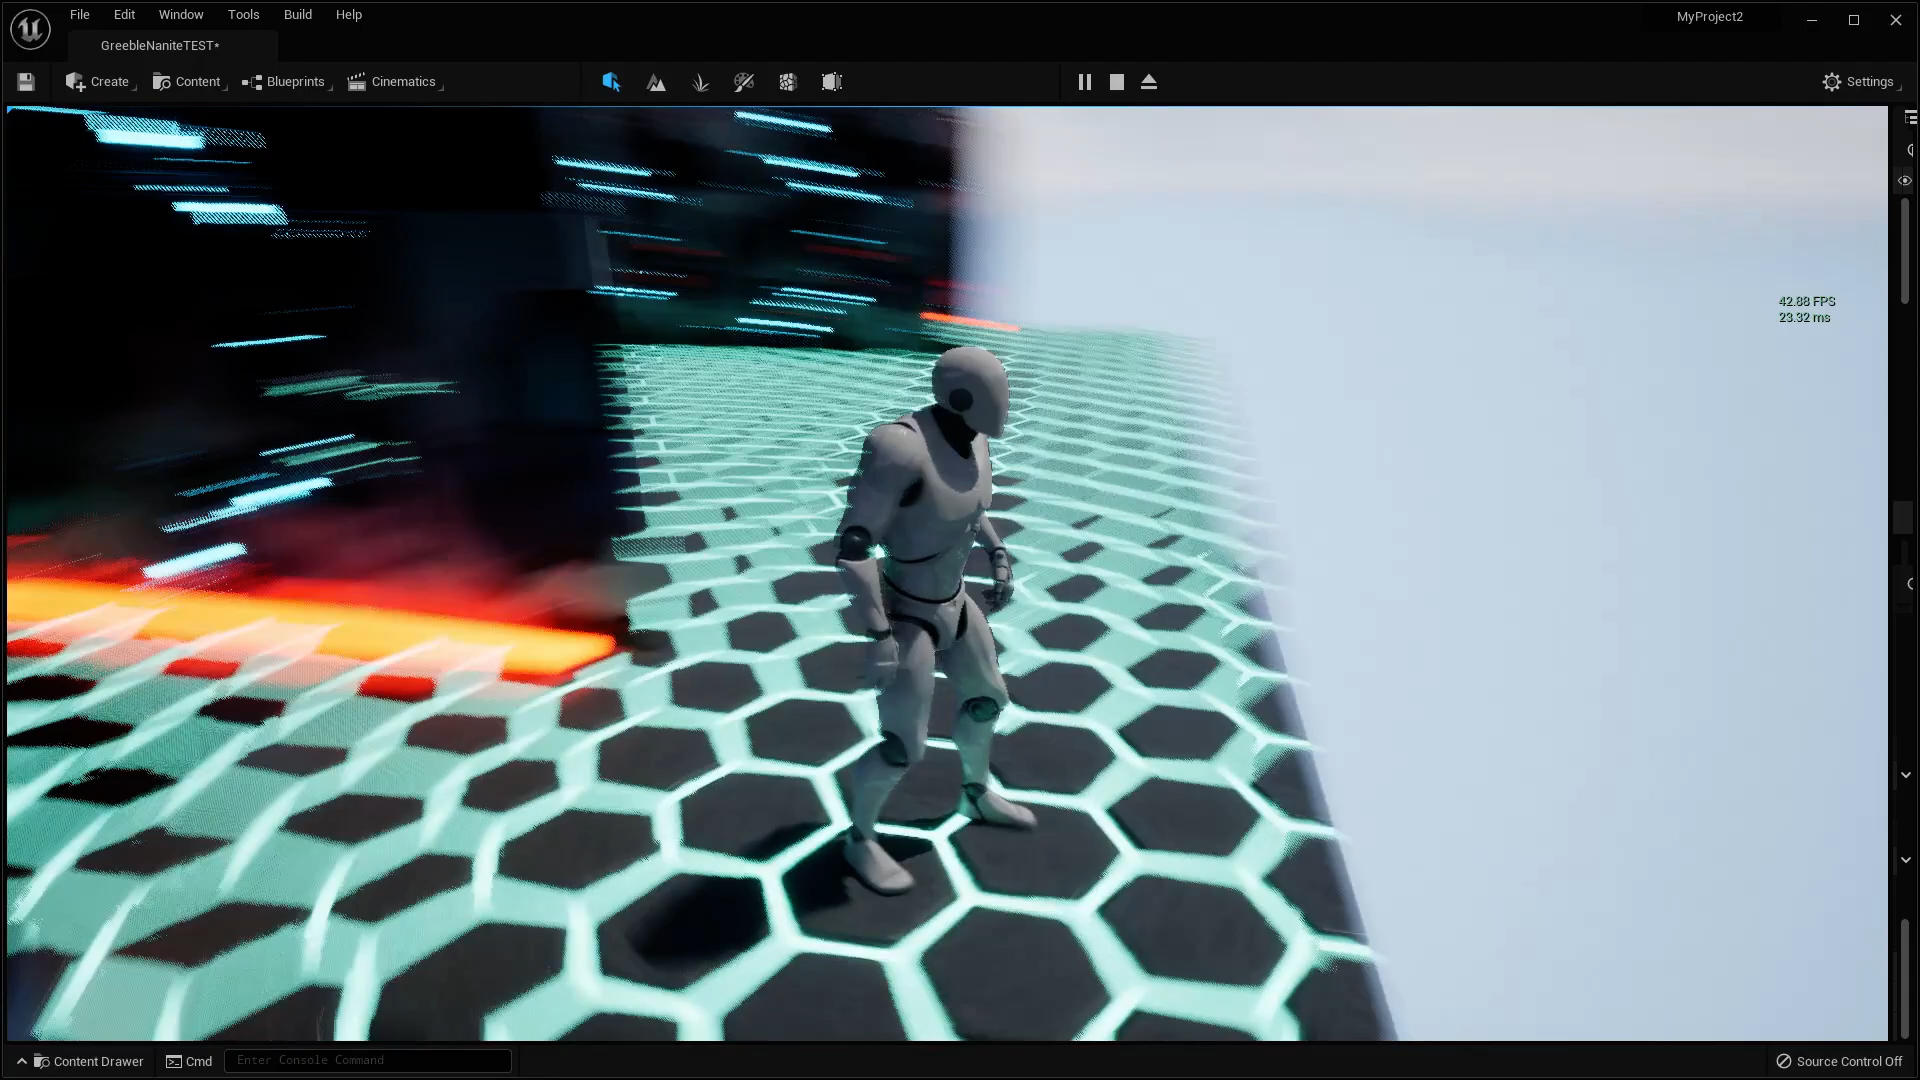 File Edit Window Tools Build Help
MyProject2
GreebleNaniteTEST*
Create Content Blueprints Cinematics
Settings
42.88 FPS
23.32 ms
Content Drawer Cmd Enter Console Command
Source Control Off